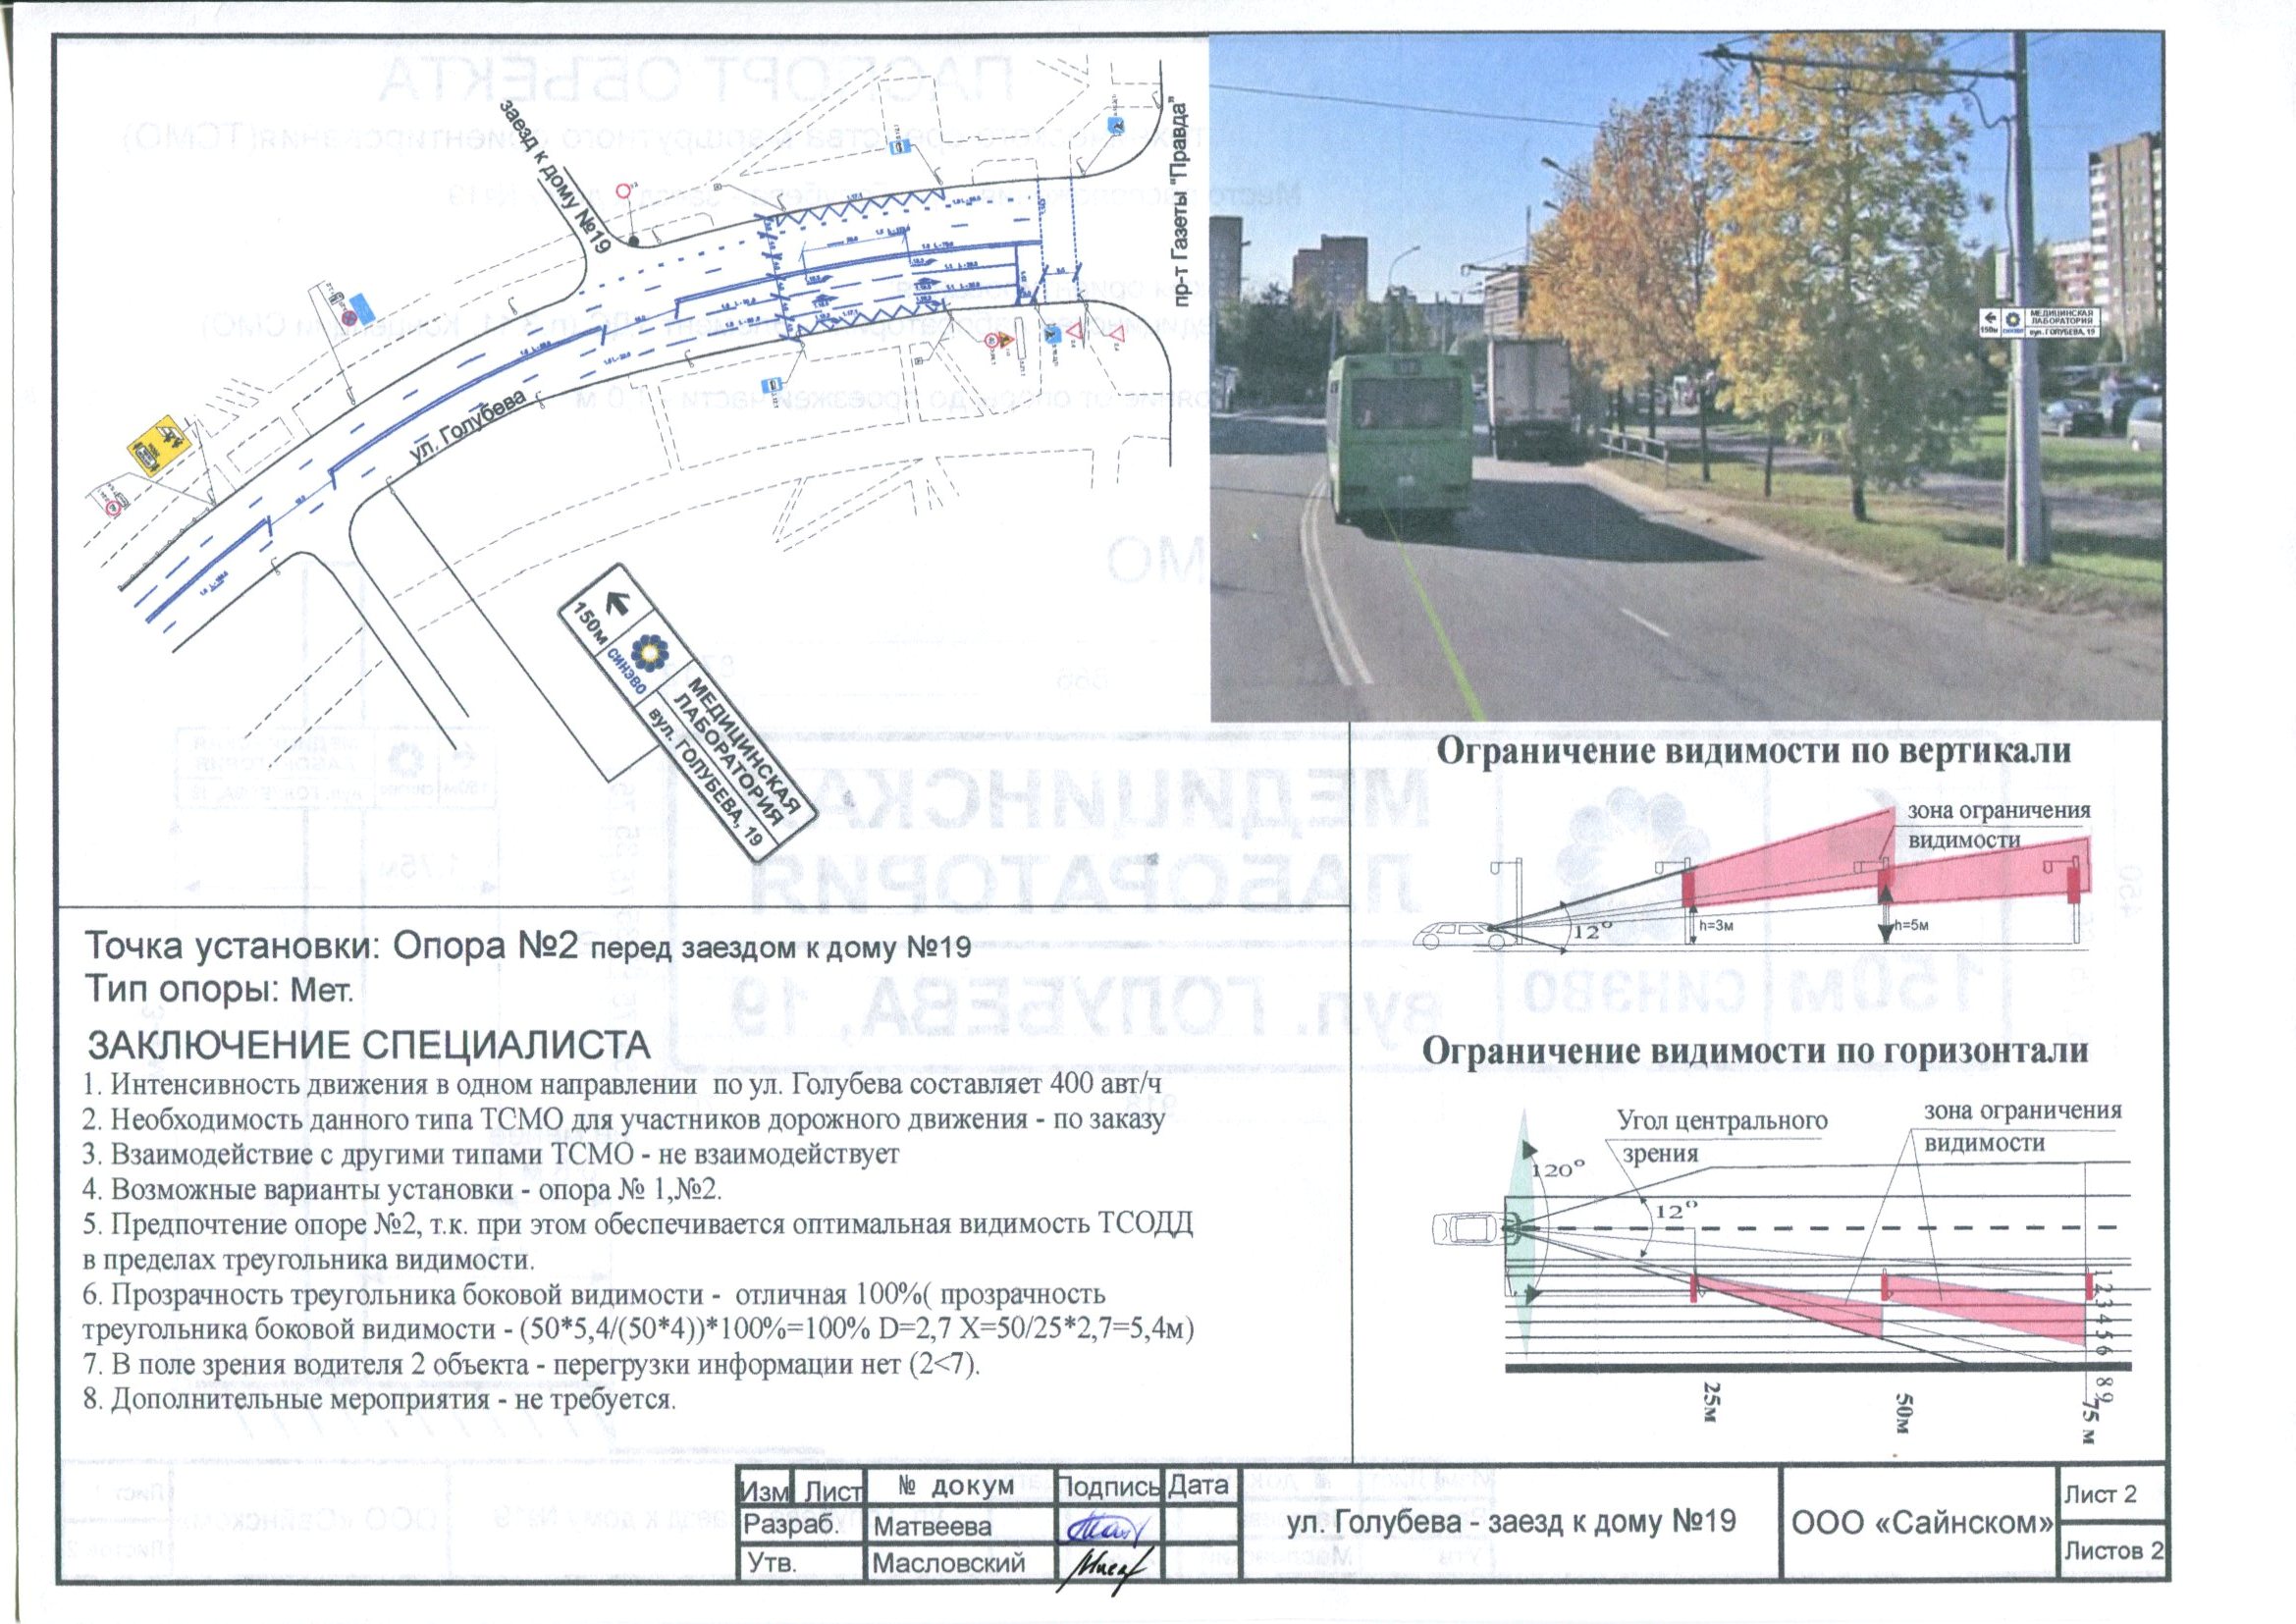 заезд к дому №19
пр-т Газеты "Правда"
ул. Голубева
150м
синэво
МЕДИЦИНСКАЯ
ЛАБОРАТОРИЯ
вул. ГОЛУБЕВА, 19
150м
синэво
МЕДИЦИНСКАЯ
ЛАБОРАТОРИЯ
вул. ГОЛУБЕВА, 19
Ограничение видимости по вертикали
зона ограничения
видимости
12°
h=3м
h=5м
Точка установки: Опора №2 перед заездом к дому №19
Тип опоры: Мет.
ЗАКЛЮЧЕНИЕ СПЕЦИАЛИСТА
1. Интенсивность движения в одном направлении по ул. Голубева составляет 400 авт/ч
2. Необходимость данного типа ТСМО для участников дорожного движения - по заказу
3. Взаимодействие с другими типами ТСМО - не взаимодействует
4. Возможные варианты установки - опора № 1,№2.
5. Предпочтение опоре №2, т.к. при этом обеспечивается оптимальная видимость ТСОДД
в пределах треугольника видимости.
6. Прозрачность треугольника боковой видимости - отличная 100%( прозрачность
треугольника боковой видимости - (50*5,4/(50*4))*100%=100% D=2,7 X=50/25*2,7=5,4м)
7. В поле зрения водителя 2 объекта - перегрузки информации нет (2<7).
8. Дополнительные мероприятия - не требуется.
Ограничение видимости по горизонтали
Угол центрального
зрения
зона ограничения
видимости
120°
12°
1 2 3 4 5 6 8 9
25м
50м
75 м
Изм Лист № докум Подпись Дата
Разраб. Матвеева
Утв. Масловский
ул. Голубева - заезд к дому №19
ООО «Сайнском»
Лист 2
Листов 2